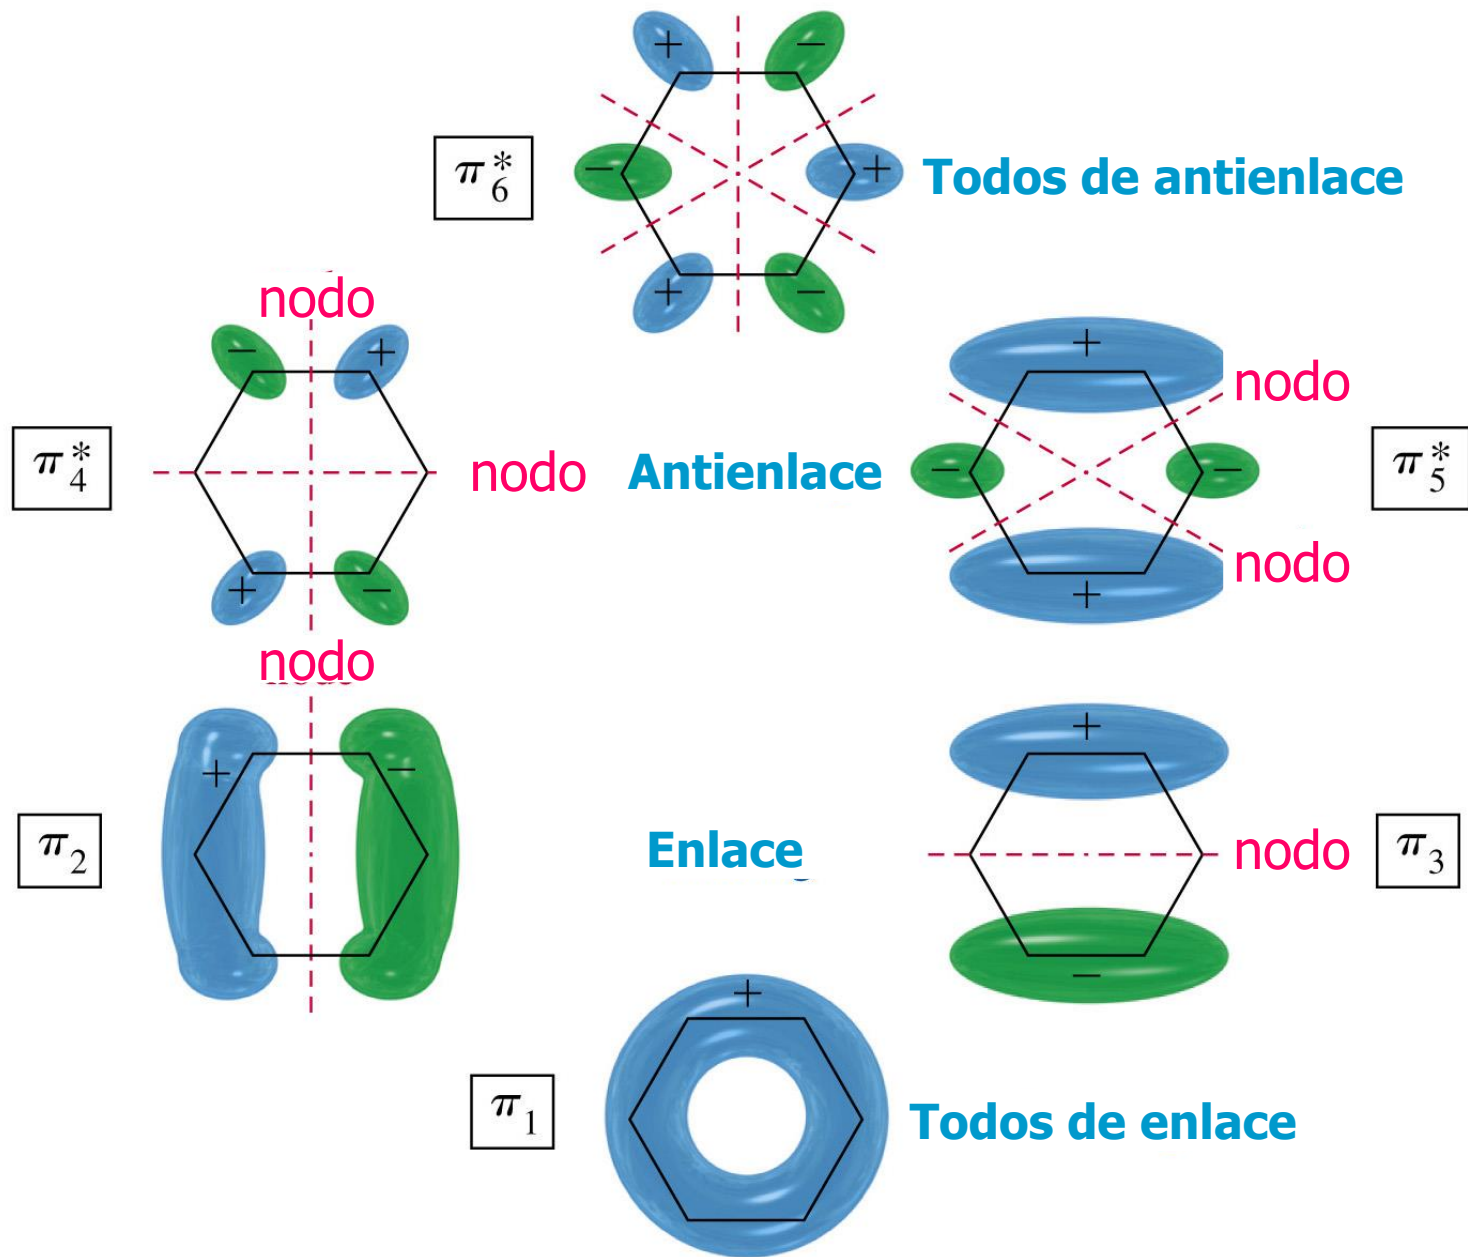 + −
π*6 − + Todos de antienlace
+ −
nodo
− + + nodo
π*4 nodo Antienlace − − π*5
nodo
+ − +
nodo
+
+ −
π2 Enlace nodo π3
−
+
π1 Todos de enlace